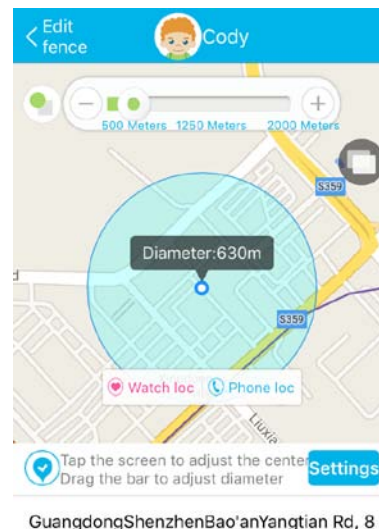 Edit
fence
Cody
500 Meters 1250 Meters 2000 Meters
S359
Diameter:630m
S359
Watch loc
Phone loc
Liuxia
Tap the screen to adjust the center
Drag the bar to adjust diameter
Settings
GuangdongShenzhenBao'anYangtian Rd, 8